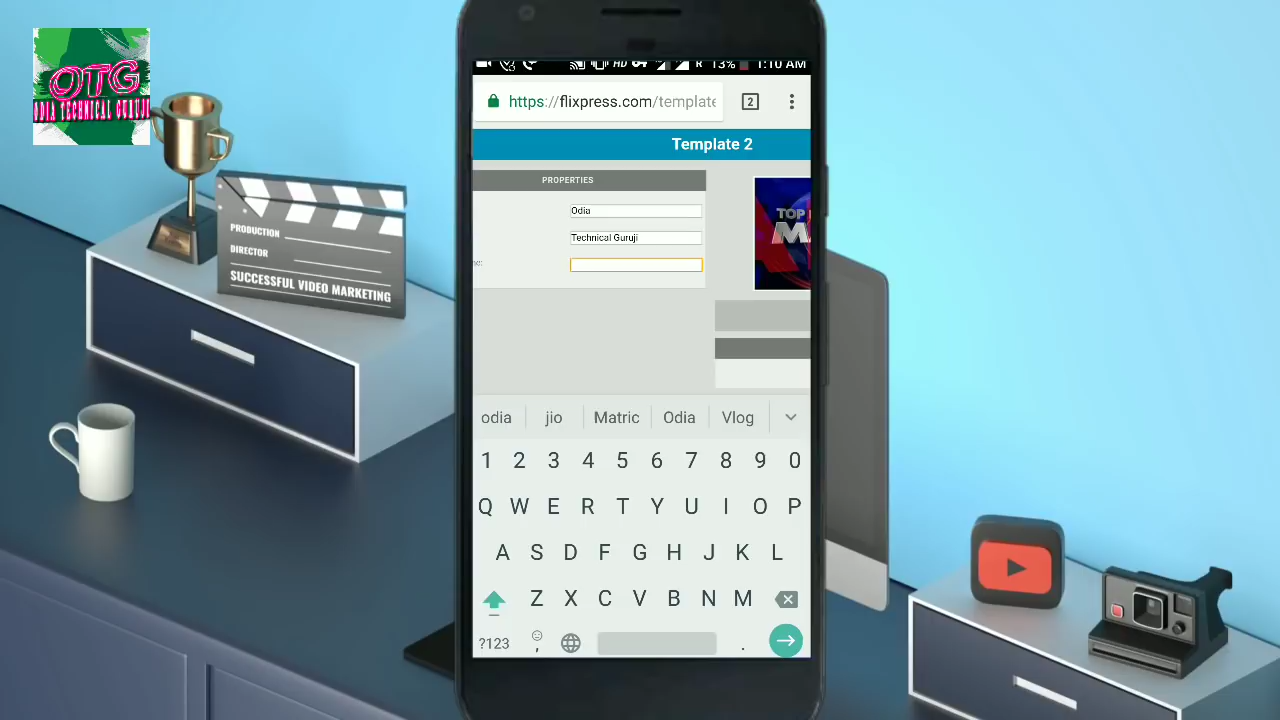 OTG
ODIA TECHNICAL GURUJI
PRODUCTION
DIRECTOR
SUCCESSFUL VIDEO MARKETING
HD
R 13% 1:10 AM
https://flixpress.com/template
2
Template 2
PROPERTIES
Odia
Technical Guruji
TOP
odia jio Matric Odia Vlog
1 2 3 4 5 6 7 8 9 0
Q W E R T Y U I O P
A S D F G H J K L
Z X C V B N M
?123 , .